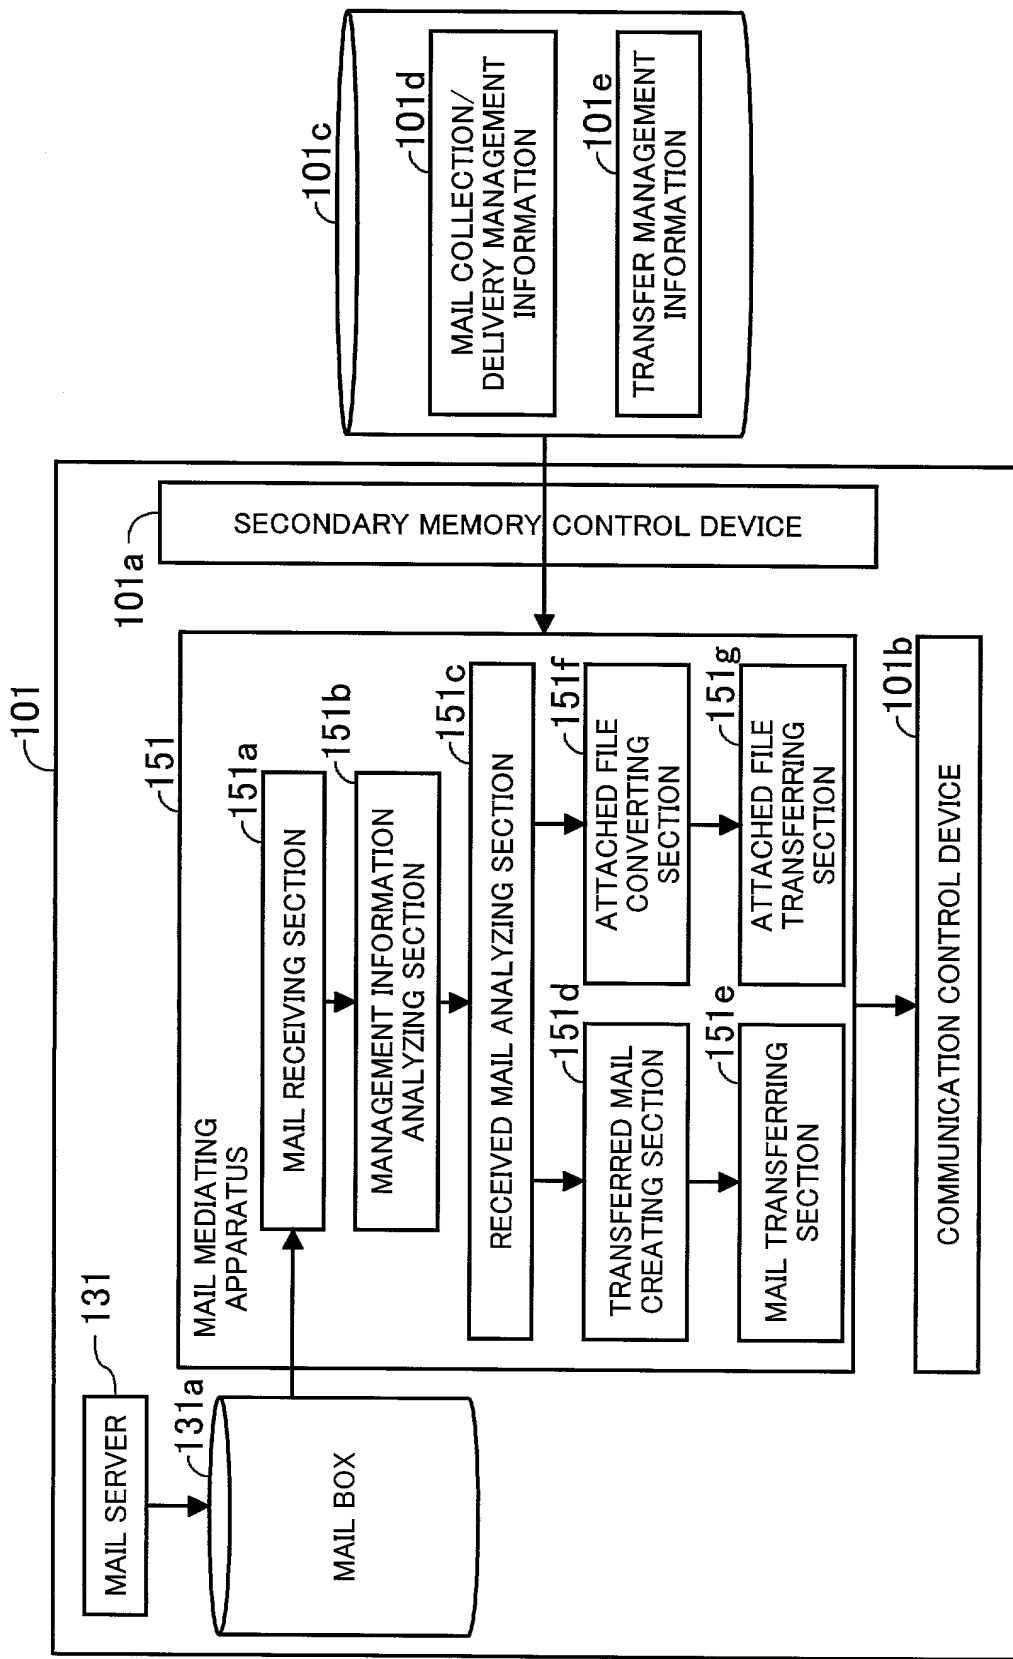 101
MAIL SERVER
131
131a
MAIL BOX
MAIL MEDIATING
APPARATUS
151
MAIL RECEIVING SECTION
151a
MANAGEMENT INFORMATION
ANALYZING SECTION
151b
RECEIVED MAIL ANALYZING SECTION
151c
TRANSFERRED MAIL
CREATING SECTION
151d
ATTACHED FILE
CONVERTING
SECTION
151f
MAIL TRANSFERRING
SECTION
151e
ATTACHED FILE
TRANSFERRING
SECTION
151g
COMMUNICATION CONTROL DEVICE
101b
101a
SECONDARY MEMORY CONTROL DEVICE
101c
MAIL COLLECTION/
DELIVERY MANAGEMENT
INFORMATION
101d
TRANSFER MANAGEMENT
INFORMATION
101e